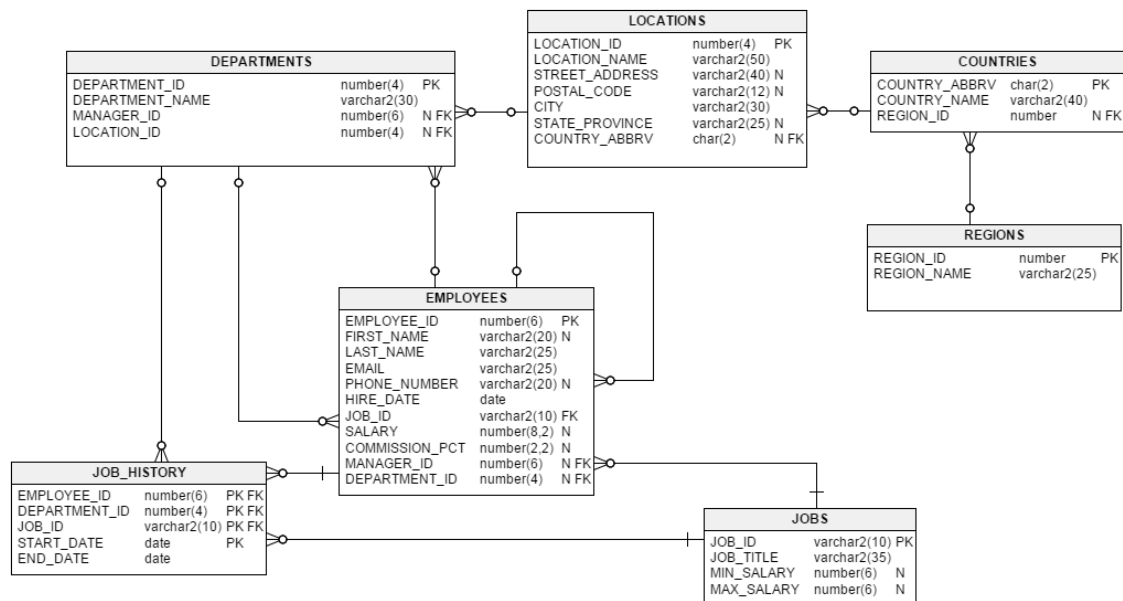 DEPARTMENTS
DEPARTMENT_ID number(4) PK
DEPARTMENT_NAME varchar2(30)
MANAGER_ID number(6) N FK
LOCATION_ID number(4) N FK
LOCATIONS
LOCATION_ID number(4) PK
LOCATION_NAME varchar2(50)
STREET_ADDRESS varchar2(40) N
POSTAL_CODE varchar2(12) N
CITY varchar2(30)
STATE_PROVINCE varchar2(25) N
COUNTRY_ABBRV char(2) N FK
COUNTRIES
COUNTRY_ABBRV char(2) PK
COUNTRY_NAME varchar2(40)
REGION_ID number N FK
REGIONS
REGION_ID number PK
REGION_NAME varchar2(25)
EMPLOYEES
EMPLOYEE_ID number(6) PK
FIRST_NAME varchar2(20) N
LAST_NAME varchar2(25)
EMAIL varchar2(25)
PHONE_NUMBER varchar2(20) N
HIRE_DATE date
JOB_ID varchar2(10) FK
SALARY number(8,2) N
COMMISSION_PCT number(2,2) N
MANAGER_ID number(6) N FK
DEPARTMENT_ID number(4) N FK
JOB_HISTORY
EMPLOYEE_ID number(6) PK FK
DEPARTMENT_ID number(4) PK FK
JOB_ID varchar2(10) PK FK
START_DATE date PK
END_DATE date
JOBS
JOB_ID varchar2(10) PK
JOB_TITLE varchar2(35)
MIN_SALARY number(6) N
MAX_SALARY number(6) N